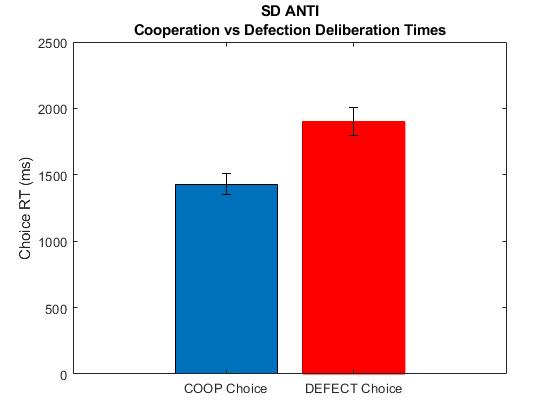 SD ANTI
Cooperation vs Defection Deliberation Times
2500
2000
1500
1000
500
0
Choice RT (ms)
COOP Choice
DEFECT Choice